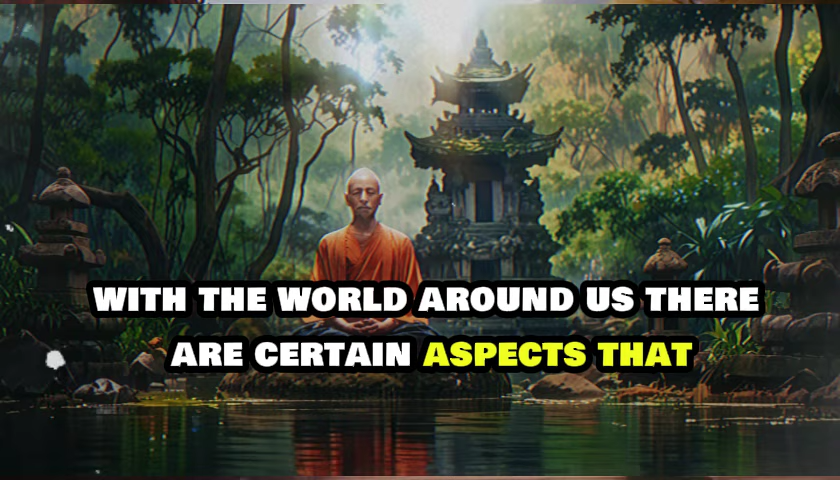 WITH THE WORLD AROUND US THERE
ARE CERTAIN ASPECTS THAT